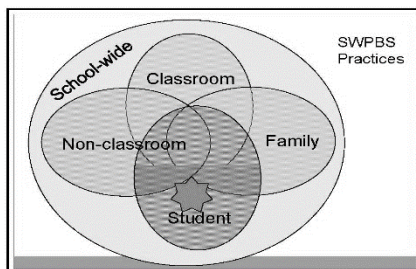 SWPBS
Practices
School-wide
Classroom
Non-classroom
Family
Student